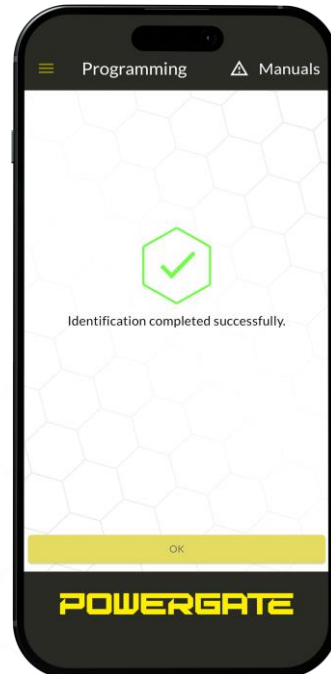 Programming
Manuals
Identification completed successfully.
OK
POWERGATE